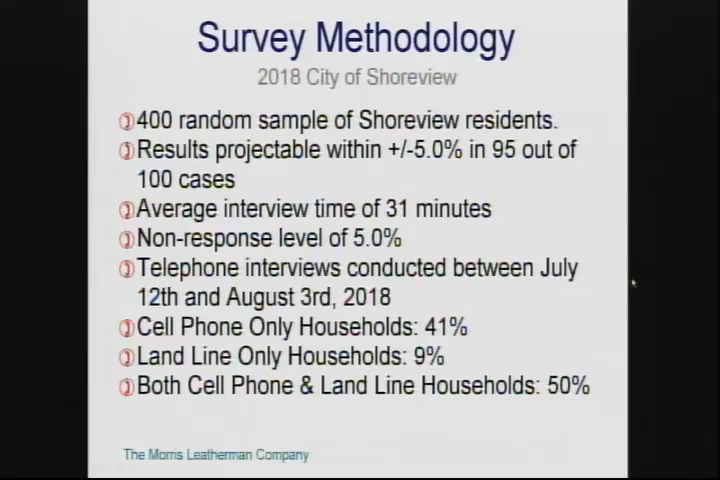 Survey Methodology
2018 City of Shoreview
400 random sample of Shoreview residents.
Results projectable within +/-5.0% in 95 out of
100 cases
Average interview time of 31 minutes
Non-response level of 5.0%
Telephone interviews conducted between July
12th and August 3rd, 2018
Cell Phone Only Households: 41%
Land Line Only Households: 9%
Both Cell Phone & Land Line Households: 50%
The Morris Leatherman Company